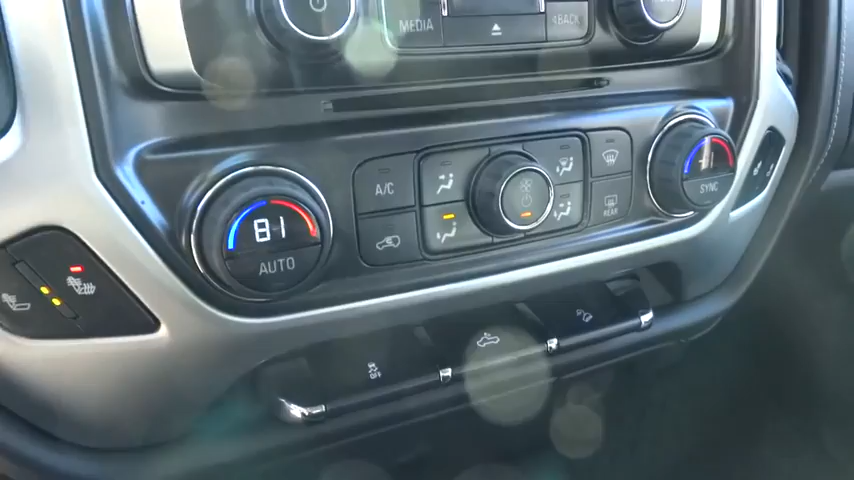 MEDIA
BACK
A/C
81
AUTO
REAR
SYNC